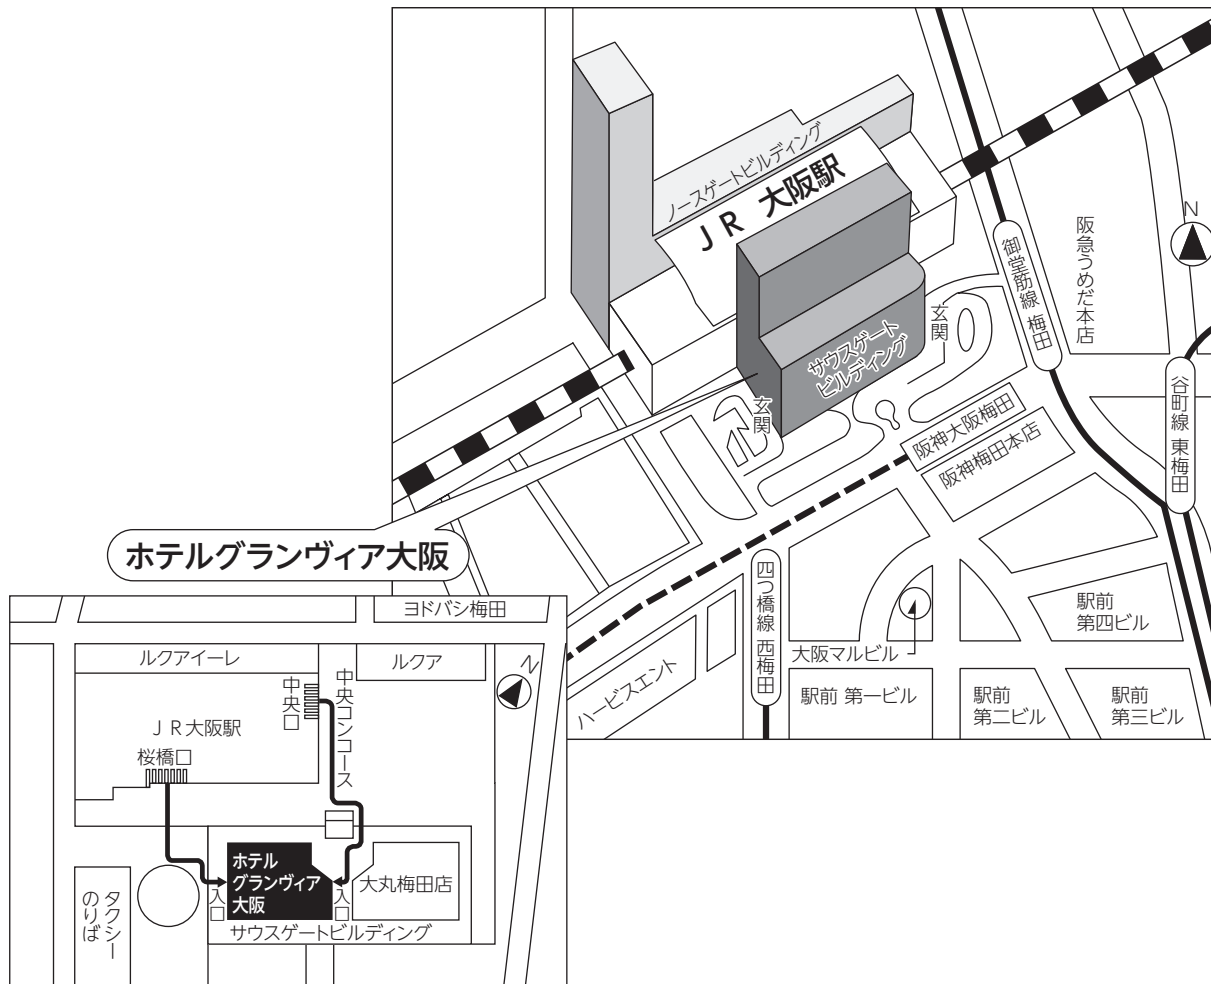 ノースゲートビルディング
JR 大阪駅
サウスゲート
ビルディング
玄関
玄関
御堂筋線 梅田
阪急うめだ本店
N
谷町線 東梅田
阪神大阪梅田
阪神梅田本店
四つ橋線 西梅田
大阪マルビル
駅前
第四ビル
ハービスエント
駅前 第一ビル
駅前
第二ビル
駅前
第三ビル
ホテルグランヴィア大阪
ヨドバシ梅田
ルクアイーレ
ルクア
N
中央口
中央コンコース
JR大阪駅
桜橋口
ホテル
グランヴィア
大阪
入口
入口
大丸梅田店
タクシー
のりば
サウスゲートビルディング